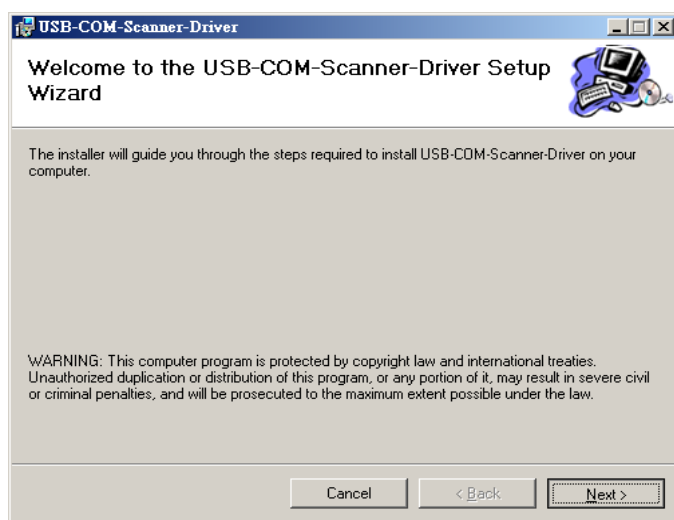 USB-COM-Scanner-Driver
Welcome to the USB-COM-Scanner-Driver Setup
Wizard
The installer will guide you through the steps required to install USB-COM-Scanner-Driver on your
computer.
WARNING: This computer program is protected by copyright law and international treaties.
Unauthorized duplication or distribution of this program, or any portion of it, may result in severe civil
or criminal penalties, and will be prosecuted to the maximum extent possible under the law.
Cancel < Back Next >